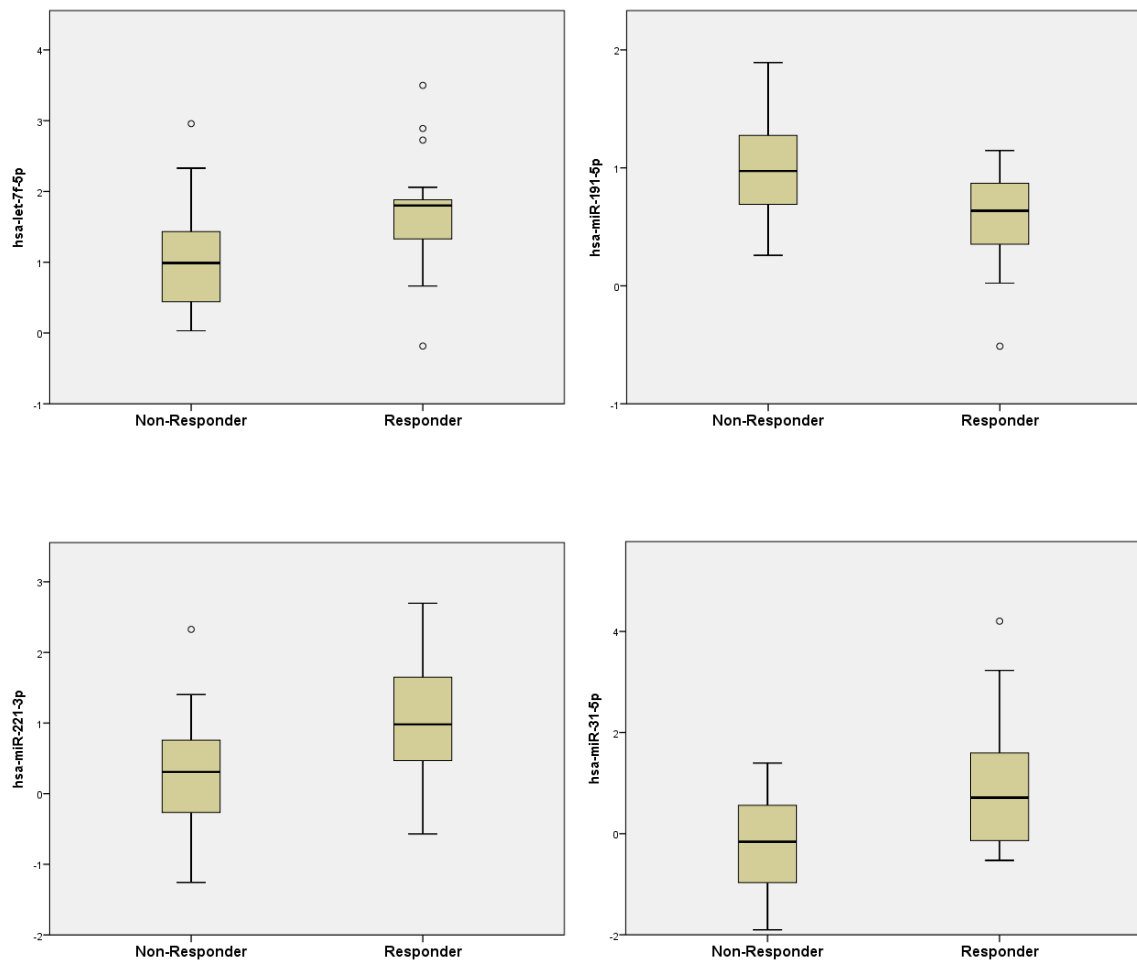 hsa-let-7f-5p
4
3
2
1
0
-1
Non-Responder Responder
hsa-miR-191-5p
2
1
0
-1
Non-Responder Responder
hsa-miR-221-3p
3
2
1
0
-1
-2
Non-Responder Responder
hsa-miR-31-5p
4
2
0
-2
Non-Responder Responder